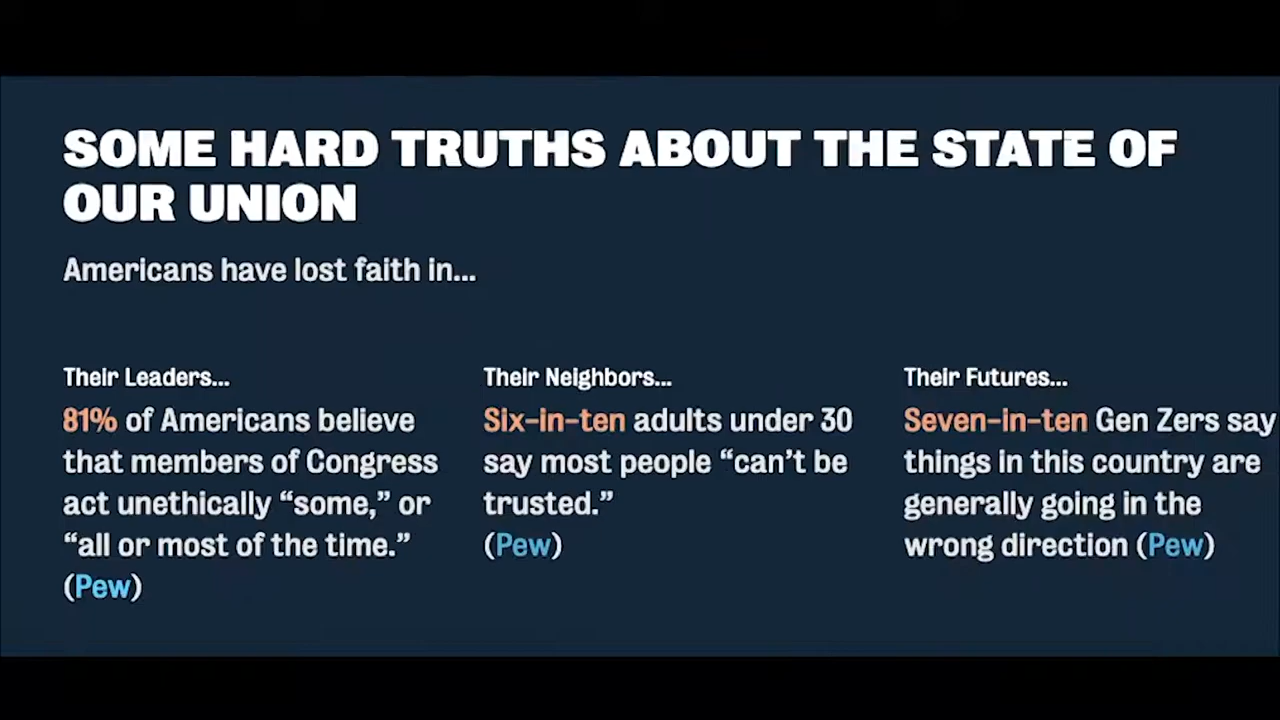 SOME HARD TRUTHS ABOUT THE STATE OF
OUR UNION
Americans have lost faith in...
Their Leaders...
81% of Americans believe
that members of Congress
act unethically “some,” or
“all or most of the time.”
(Pew)
Their Neighbors...
Six-in-ten adults under 30
say most people “can’t be
trusted.”
(Pew)
Their Futures...
Seven-in-ten Gen Zers say
things in this country are
generally going in the
wrong direction (Pew)